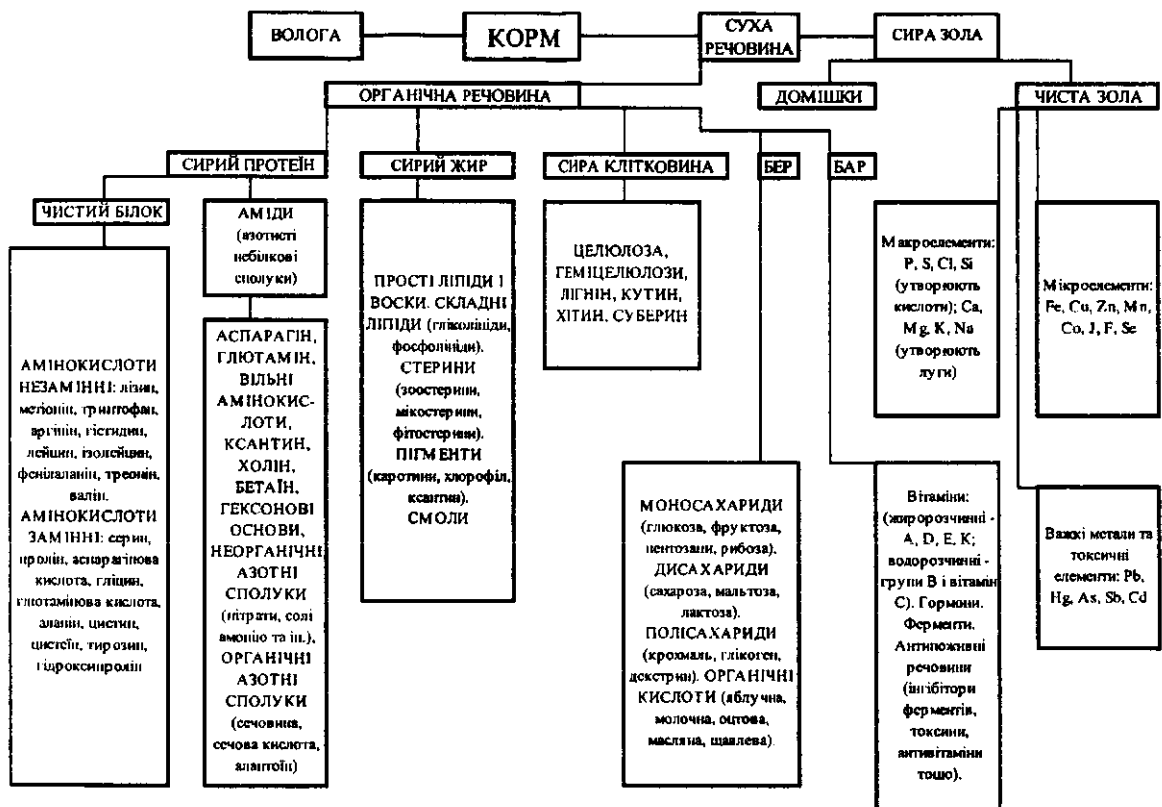 ВОЛОГА
КОРМ
СУХА
РЕЧОВИНА
СИРА ЗОЛА
ОРГАНІЧНА РЕЧОВИНА
ДОМІШКИ
ЧИСТА ЗОЛА
СИРИЙ ПРОТЕЇН
СИРИЙ ЖИР
СИРА КЛІТКОВИНА
БЕР
БАР
ЧИСТИЙ БІЛОК
АМІДИ
(азотисті
небілкові
сполуки)
АМІНОКИСЛОТИ
НЕЗАМІННІ: лізин,
метіонін, триптофан,
аргінін, гістидин,
лейцин, ізолейцин,
фенілаланін, треонін,
валін.
АМІНОКИСЛОТИ
ЗАМІННІ: серин,
пролін, аспарагінова
кислота, гліцин,
глютамінова кислота,
аланін, цистин,
цистеїн, тирозин,
гідроксипролін
АСПАРАГІН,
ГЛЮТАМІН,
ВІЛЬНІ
АМІНОКИС-
ЛОТИ,
КСАНТИН,
ХОЛІН,
БЕТАЇН,
ГЕКСОНОВІ
ОСНОВИ,
НЕОРГАНІЧНІ
АЗОТНІ
СПОЛУКИ
(нітрати, солі
амонію та ін.),
ОРГАНІЧНІ
АЗОТНІ
СПОЛУКИ
(сечовина,
сечова кислота,
алантоїн)
ПРОСТІ ЛІПІДИ І
ВОСКИ. СКЛАДНІ
ЛІПІДИ (гліколіпіди,
фосфоліпіди).
СТЕРИНИ
(зоостерини,
мікостерини,
фітостерини).
ПІГМЕНТИ
(каротини, хлорофіл,
ксантин).
СМОЛИ
ЦЕЛЮЛОЗА,
ГЕМІЦЕЛЮЛОЗИ,
ЛІГНІН, КУТИН,
ХІТИН, СУБЕРИН
МОНОСАХАРИДИ
(глюкоза, фруктоза,
пентозани, рибоза).
ДИСАХАРИДИ
(сахароза, мальтоза,
лактоза).
ПОЛІСАХАРИДИ
(крохмаль, глікоген,
декстрин). ОРГАНІЧНІ
КИСЛОТИ (яблучна,
молочна, оцтова,
масляна, щавлева).
Макроелементи:
P, S, Cl, Si
(утворюють
кислоти); Ca,
Mg, K, Na
(утворюють
луги)
Мікроелементи:
Fe, Cu, Zn, Mn,
Co, J, F, Se
Вітаміни:
(жиророзчинні -
A, D, E, K;
водорозчинні -
групи В і вітамін
С). Гормони.
Ферменти.
Антипоживні
речовини
(інгібітори
ферментів,
токсини,
антивітаміни
тощо).
Важкі метали та
токсичні
елементи: Pb,
Hg, As, Sb, Cd